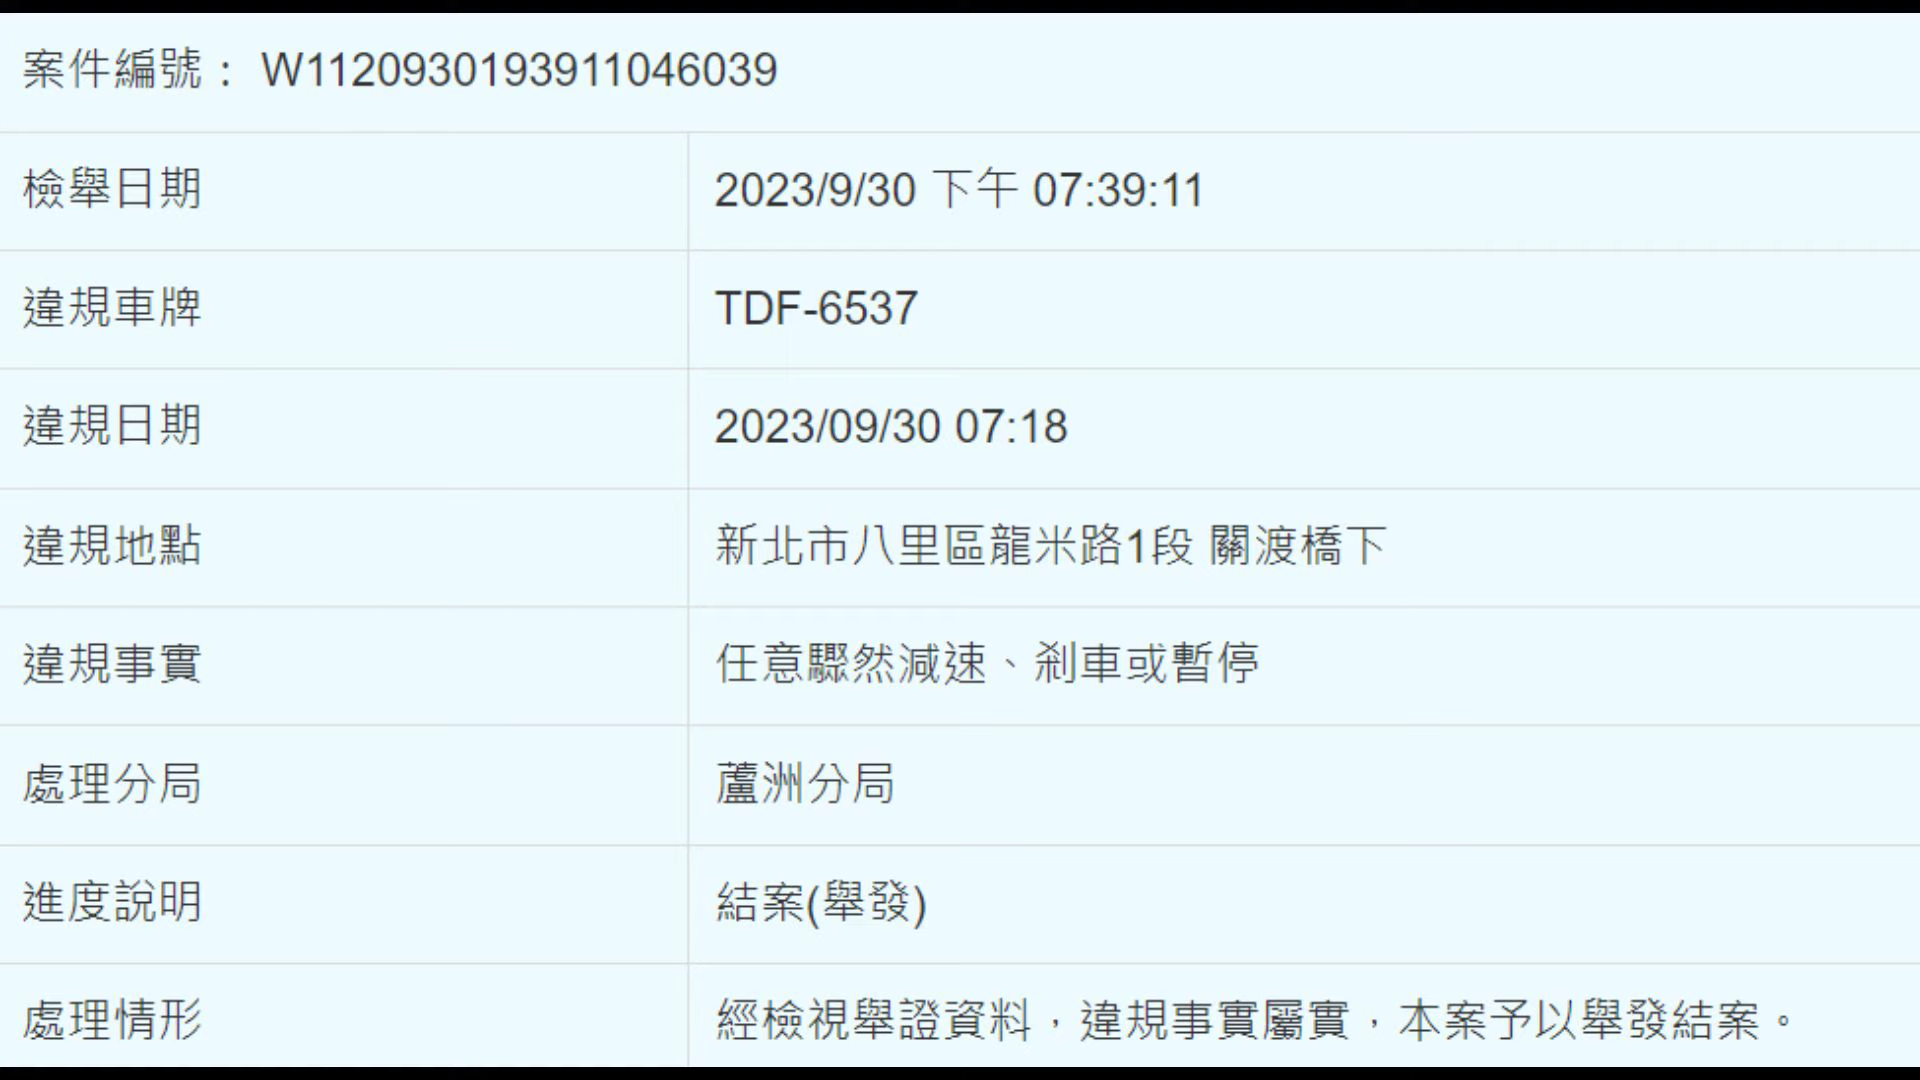 案件編號： W1120930193911046039
檢舉日期 2023/9/30 下午 07:39:11
違規車牌 TDF-6537
違規日期 2023/09/30 07:18
違規地點 新北市八里區龍米路1段 關渡橋下
違規事實 任意驟然減速、剎車或暫停
處理分局 蘆洲分局
進度說明 結案(舉發)
處理情形 經檢視舉證資料，違規事實屬實，本案予以舉發結案。